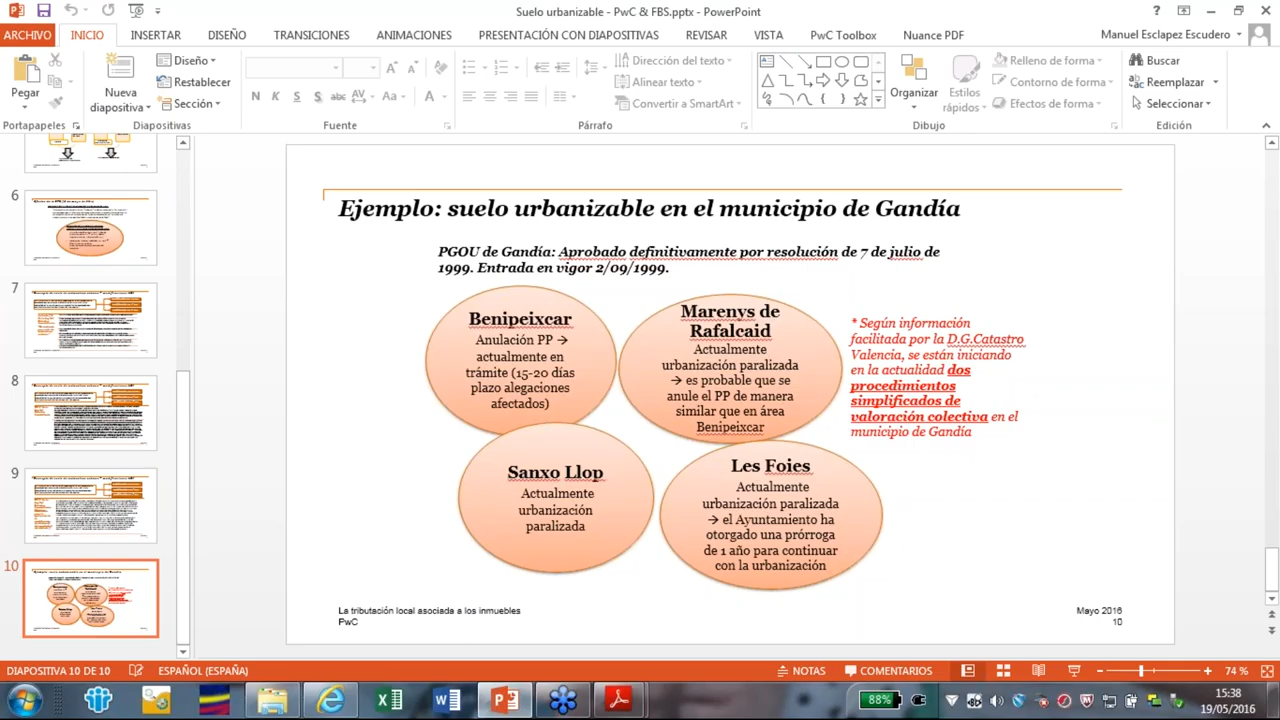 Suelo urbanizable - PwC & FBS.pptx - PowerPoint
ARCHIVO INICIO INSERTAR DISEÑO TRANSICIONES ANIMACIONES PRESENTACIÓN CON DIAPOSITIVAS REVISAR VISTA PwC Toolbox Nuance PDF Manuel Esclapez Escudero
Pegar
Nueva
diapositiva
Diseño
Restablecer
Sección
N K S S abc AV Aa A
Dirección del texto
Alinear texto
Convertir a SmartArt
Organizar
Estilos
rápidos
Relleno de forma
Contorno de forma
Efectos de forma
Buscar
Reemplazar
Seleccionar
Portapapeles Diapositivas Fuente Párrafo Dibujo Edición
6
7
8
9
10
Ejemplo: suelo urbanizable en el municipio de Gandía
PGOU de Gandía: Aprobado definitivamente por resolución de 7 de julio de
1999. Entrada en vigor 2/09/1999.
Benipeixcar
Anulación PP →
actualmente en
trámite (15-20 días
plazo alegaciones
afectados)
Marenys de
Rafalcaid
Actualmente
urbanización paralizada
→ es probable que se
anule el PP de manera
similar que en área
Benipeixcar
* Según información
facilitada por la D.G.Catastro
Valencia, se están iniciando
en la actualidad dos
procedimientos
simplificados de
valoración colectiva en el
municipio de Gandía
Sanxo Llop
Actualmente
urbanización
paralizada
Les Foies
Actualmente
urbanización paralizada
→ el Ayuntamiento ha
otorgado una prórroga
de 1 año para continuar
con la urbanización
La tributación local asociada a los inmuebles
PwC
Mayo 2016
10
DIAPOSITIVA 10 DE 10 ESPAÑOL (ESPAÑA) NOTAS COMENTARIOS 74 %
88%
15:38
19/05/2016